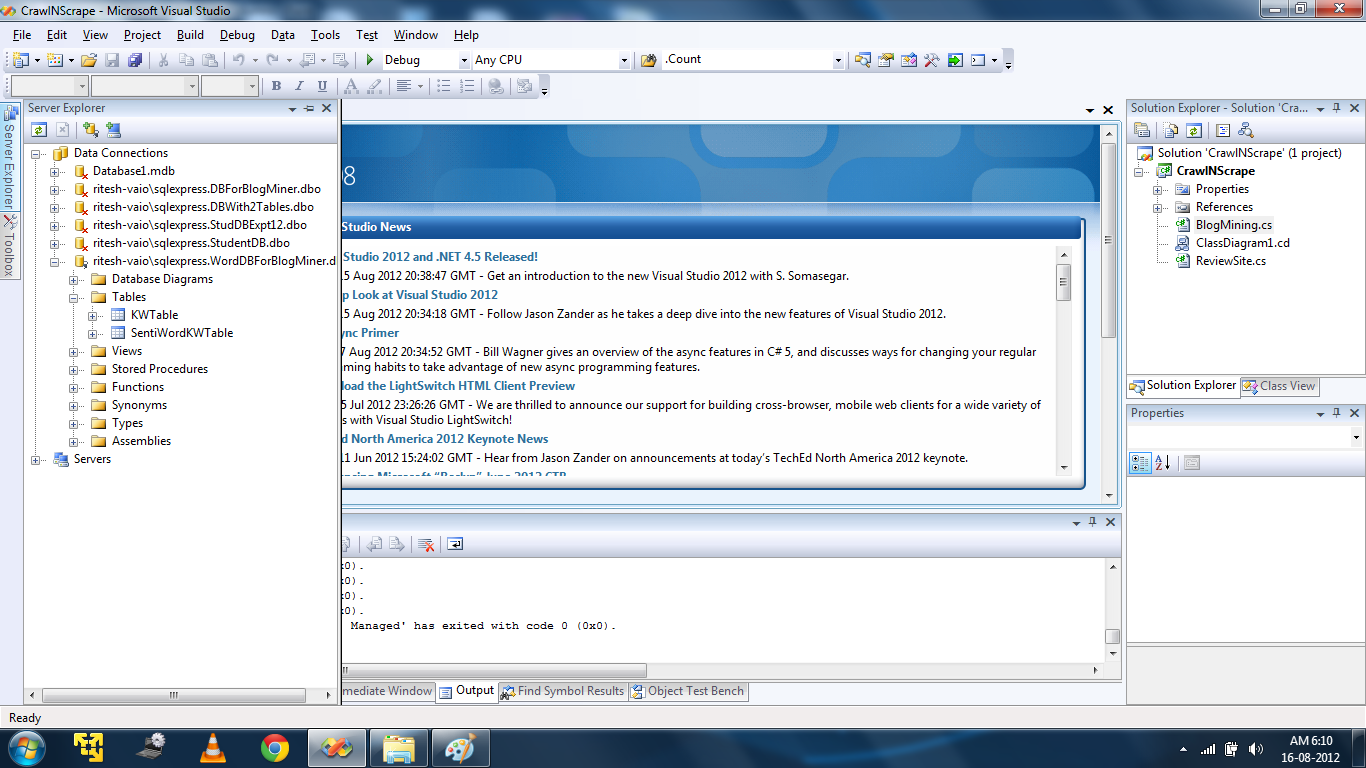 CrawlNScrape - Microsoft Visual Studio
File Edit View Project Build Debug Data Tools Test Window Help
Debug Any CPU .Count
B I U A
Server Explorer
Server Explorer
Toolbox
Data Connections
Database1.mdb
ritesh-vaio\sqlexpress.DBForBlogMiner.dbo
ritesh-vaio\sqlexpress.DBWith2Tables.dbo
ritesh-vaio\sqlexpress.StudDBExpt12.dbo
ritesh-vaio\sqlexpress.StudentDB.dbo
ritesh-vaio\sqlexpress.WordDBForBlogMiner.d
Database Diagrams
Tables
KWTable
SentiWordKWTable
Views
Stored Procedures
Functions
Synonyms
Types
Assemblies
Servers
8
Studio News
Studio 2012 and .NET 4.5 Released!
15 Aug 2012 20:38:47 GMT - Get an introduction to the new Visual Studio 2012 with S. Somasegar.
p Look at Visual Studio 2012
15 Aug 2012 20:34:18 GMT - Follow Jason Zander as he takes a deep dive into the new features of Visual Studio 2012.
ync Primer
7 Aug 2012 20:34:52 GMT - Bill Wagner gives an overview of the async features in C# 5, and discusses ways for changing your regular
ming habits to take advantage of new async programming features.
load the LightSwitch HTML Client Preview
5 Jul 2012 23:26:26 GMT - We are thrilled to announce our support for building cross-browser, mobile web clients for a wide variety of
s with Visual Studio LightSwitch!
d North America 2012 Keynote News
11 Jun 2012 15:24:02 GMT - Hear from Jason Zander on announcements at today's TechEd North America 2012 keynote.
ncing Microsoft “Roslyn” June 2012 CTP
x0).
x0).
x0).
x0).
Managed' has exited with code 0 (0x0).
mediate Window Output Find Symbol Results Object Test Bench
Solution Explorer - Solution 'Cra...
Solution 'CrawlNScrape' (1 project)
CrawlNScrape
Properties
References
BlogMining.cs
ClassDiagram1.cd
ReviewSite.cs
Solution Explorer Class View
Properties
Ready
AM 6:10
16-08-2012